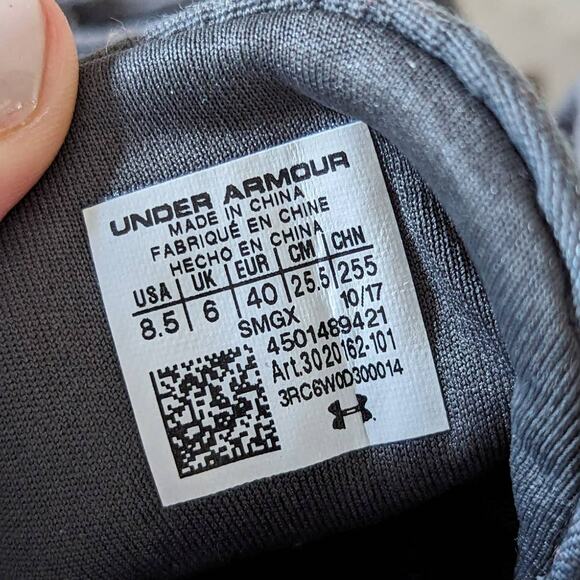 UNDER ARMOUR
MADE IN CHINA
FABRIQUÉ EN CHINE
HECHO EN CHINA
USA UK EUR CM CHN
8.5 6 40 25.5 255
SMGX 10/17
4501489421
Art.3020162-101
3RC6W0D300014